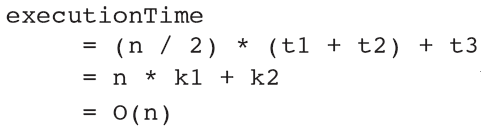 executionTime
= (n / 2) * (t1 + t2) + t3
= n * k1 + k2
= O(n)